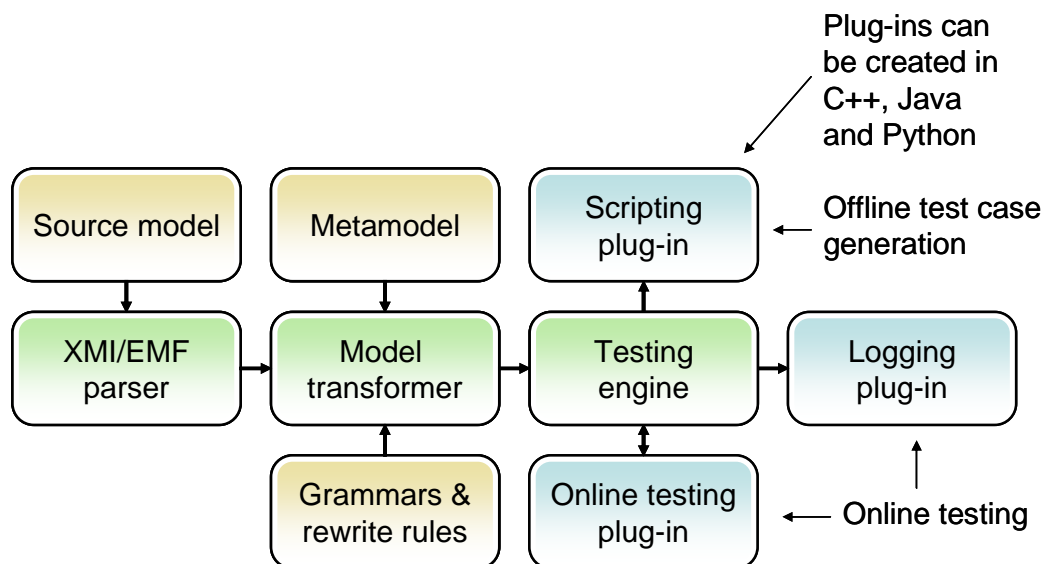 Plug-ins can
be created in
C++, Java
and Python
Source model
Metamodel
Scripting
plug-in
Offline test case
generation
XMI/EMF
parser
Model
transformer
Testing
engine
Logging
plug-in
Grammars &
rewrite rules
Online testing
plug-in
Online testing